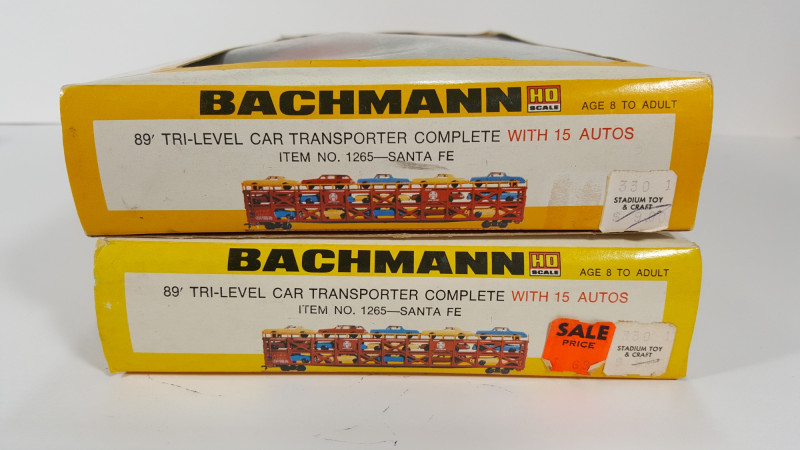 BACHMANN HO SCALE AGE 8 TO ADULT
89' TRI-LEVEL CAR TRANSPORTER COMPLETE WITH 15 AUTOS
ITEM NO. 1265—SANTA FE
330 1
STADIUM TOY
& CRAFT
BACHMANN HO SCALE AGE 8 TO ADULT
89' TRI-LEVEL CAR TRANSPORTER COMPLETE WITH 15 AUTOS
ITEM NO. 1265—SANTA FE
SALE
PRICE
STADIUM TOY
& CRAFT